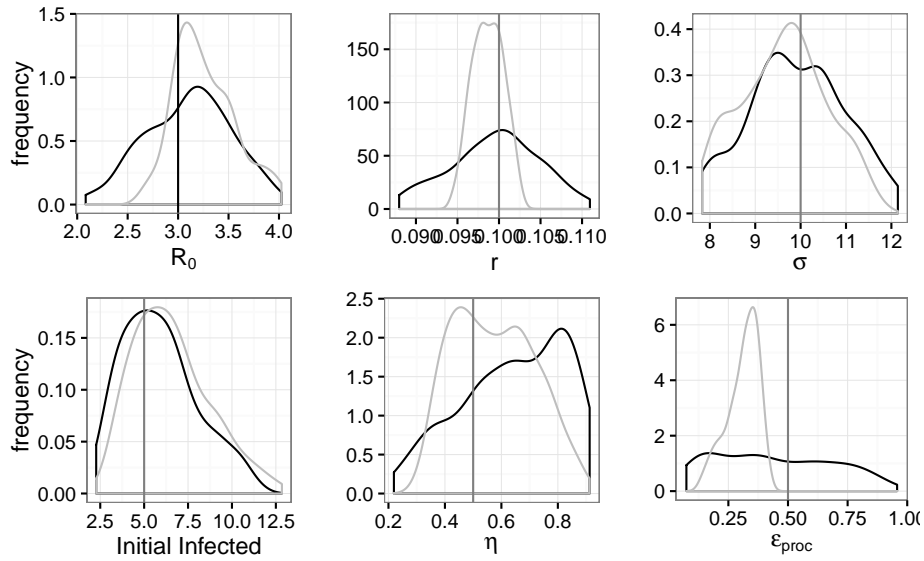 1.5
1.0
0.5
0.0
frequency
2.0 2.5 3.0 3.5 4.0
R0
150
100
50
0
0.090 0.095 0.100 0.105 0.110
r
0.4
0.3
0.2
0.1
0.0
8 9 10 11 12
σ
0.15
0.10
0.05
0.00
frequency
2.5 5.0 7.5 10.0 12.5
Initial Infected
2.5
2.0
1.5
1.0
0.5
0.0
0.2 0.4 0.6 0.8
η
6
4
2
0
0.25 0.50 0.75 1.00
εproc